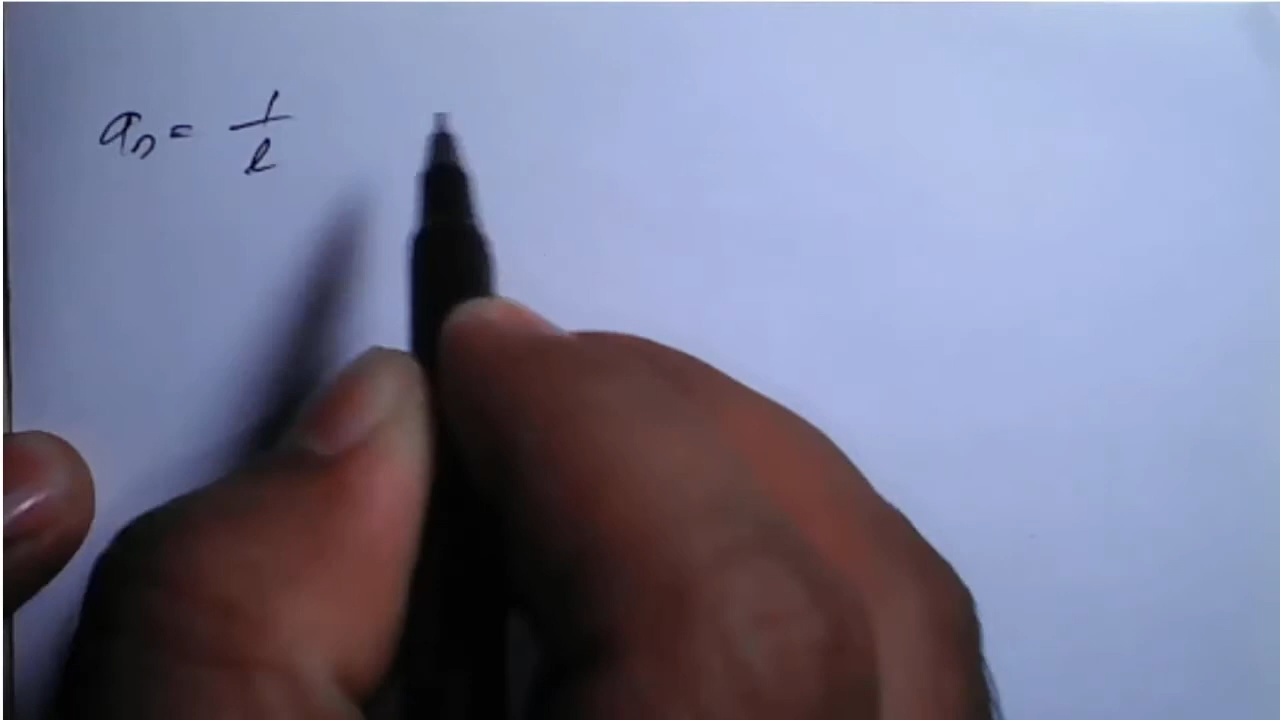 aₙ = 1/l